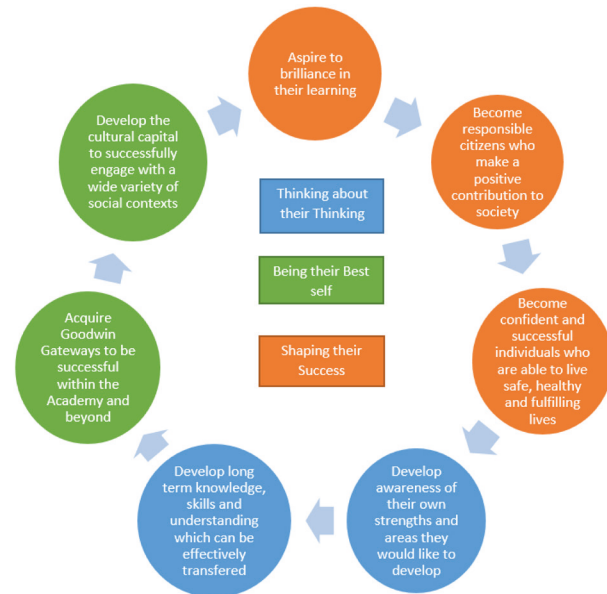 Aspire to
brilliance in
their learning
Become
responsible
citizens who
make a
positive
contribution to
society
Become
confident and
successful
individuals who
are able to live
safe, healthy
and fulfilling
lives
Develop
awareness of
their own
strengths and
areas they
would like to
develop
Develop long
term knowledge,
skills and
understanding
which can be
effectively
transfered
Acquire
Goodwin
Gateways to be
successful
within the
Academy and
beyond
Develop the
cultural capital
to successfully
engage with a
wide variety of
social contexts
Thinking about
their Thinking
Being their Best
self
Shaping their
Success